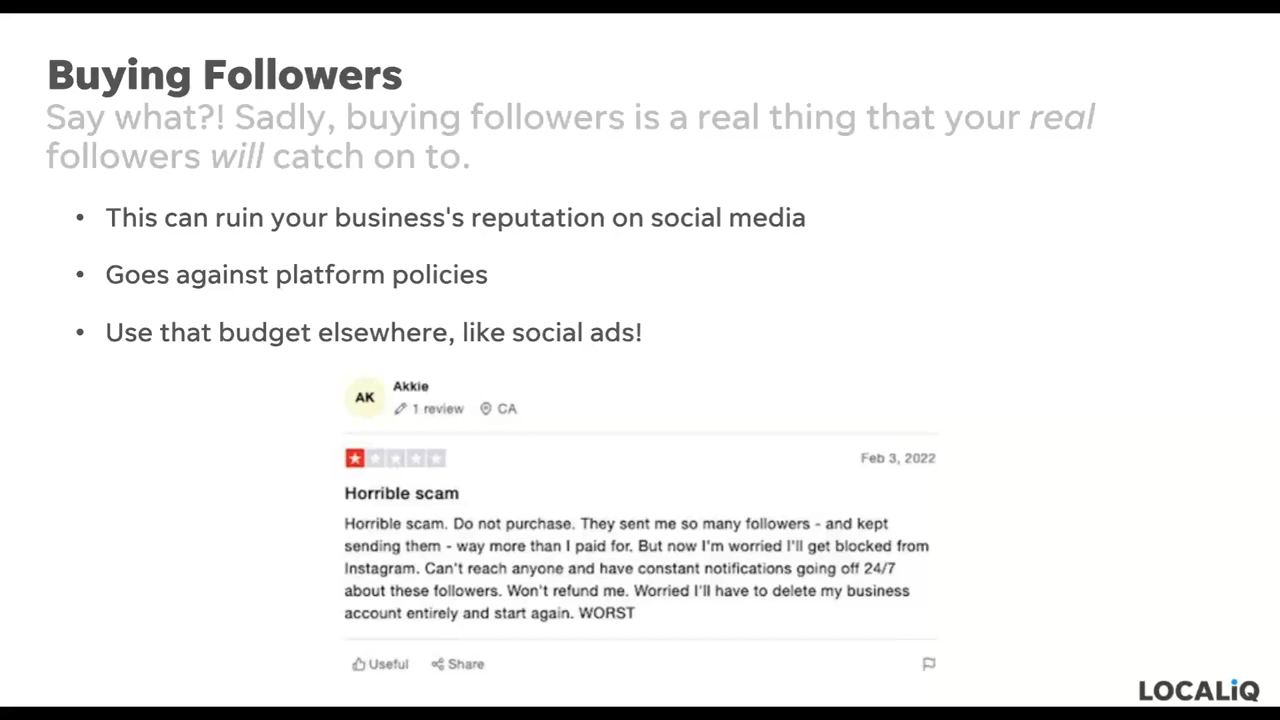 Buying Followers
Say what?! Sadly, buying followers is a real thing that your real
followers will catch on to.
• This can ruin your business's reputation on social media
• Goes against platform policies
• Use that budget elsewhere, like social ads!
AK
Akkie
1 review CA
Feb 3, 2022
Horrible scam
Horrible scam. Do not purchase. They sent me so many followers - and kept
sending them - way more than I paid for. But now I'm worried I'll get blocked from
Instagram. Can't reach anyone and have constant notifications going off 24/7
about these followers. Won't refund me. Worried I'll have to delete my business
account entirely and start again. WORST
Useful Share
LOCALiQ